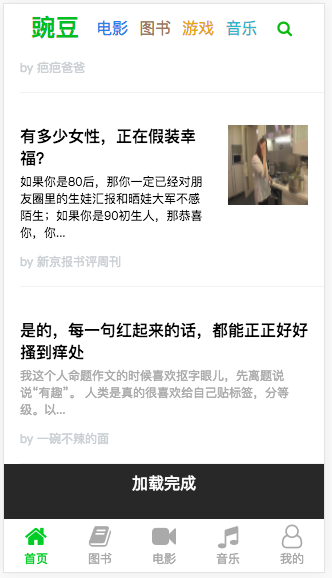 豌豆 电影 图书 游戏 音乐
by 疤疤爸爸
有多少女性，正在假装幸
福?
如果你是80后，那你一定已经对朋
友圈里的生娃汇报和晒娃大军不感
陌生；如果你是90初生人，那恭喜
你，你...
by 新京报书评周刊
是的，每一句红起来的话，都能正正好好
搔到痒处
我这个人命题作文的时候喜欢抠字眼儿，先离题说
说“有趣”。 人类是真的很喜欢给自己贴标签，分等
级。以...
by 一碗不辣的面
加载完成
首页 图书 电影 音乐 我的